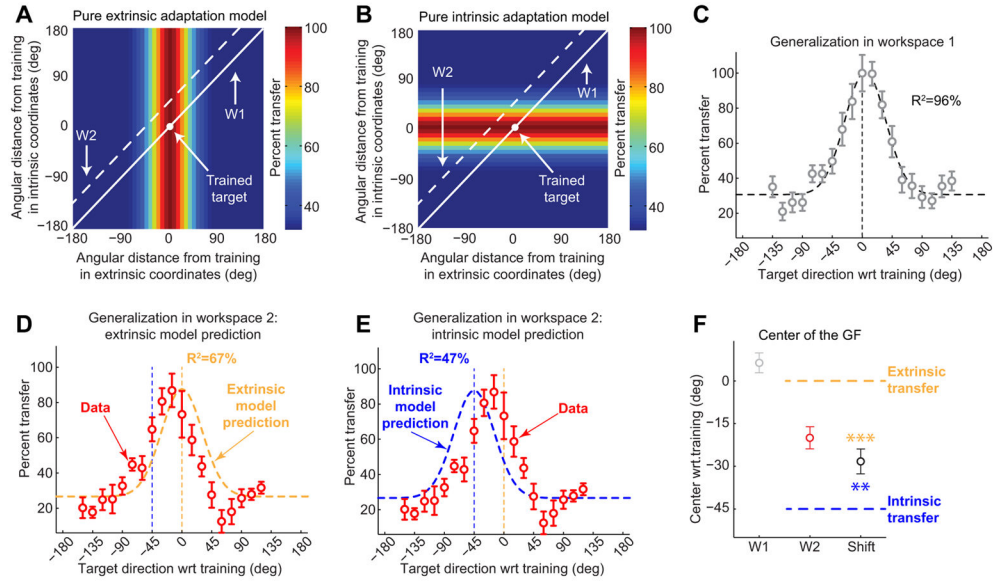 A
Pure extrinsic adaptation model
Angular distance from training
in intrinsic coordinates (deg)
180
90
0
−90
−180
−180 −90 0 90 180
Angular distance from training
in extrinsic coordinates (deg)
W2
W1
Trained
target
100
80
60
40
Percent transfer
B
Pure intrinsic adaptation model
Angular distance from training
in intrinsic coordinates (deg)
180
90
0
−90
−180
−180 −90 0 90 180
Angular distance from training
in extrinsic coordinates (deg)
W2
W1
Trained
target
100
80
60
40
Percent transfer
C
Generalization in workspace 1
Percent transfer
100
80
60
40
20
R²=96%
−180 −135 −90 −45 0 45 90 135 180
Target direction wrt training (deg)
D
Generalization in workspace 2:
extrinsic model prediction
R²=67%
Percent transfer
100
80
60
40
20
Data
Extrinsic
model
prediction
-180 -135 -90 -45 0 45 90 135 180
Target direction wrt training (deg)
E
Generalization in workspace 2:
intrinsic model prediction
R²=47%
Percent transfer
100
80
60
40
20
Intrinsic
model
prediction
Data
-180 -135 -90 -45 0 45 90 135 180
Target direction wrt training (deg)
F
Center of the GF
Center wrt.training (deg)
0
−15
−30
−45
Extrinsic
transfer
***
**
Intrinsic
transfer
W1 W2 Shift